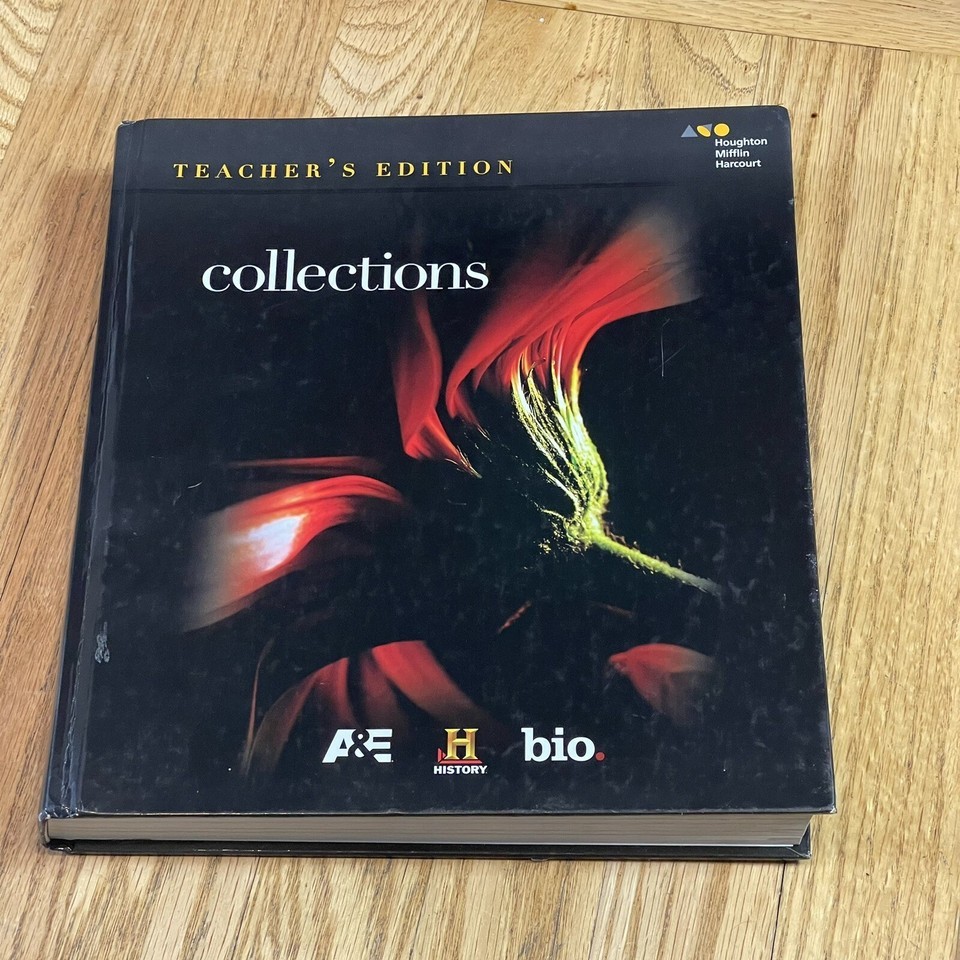 TEACHER'S EDITION
Houghton
Mifflin
Harcourt
collections
A&E
H
HISTORY
bio.